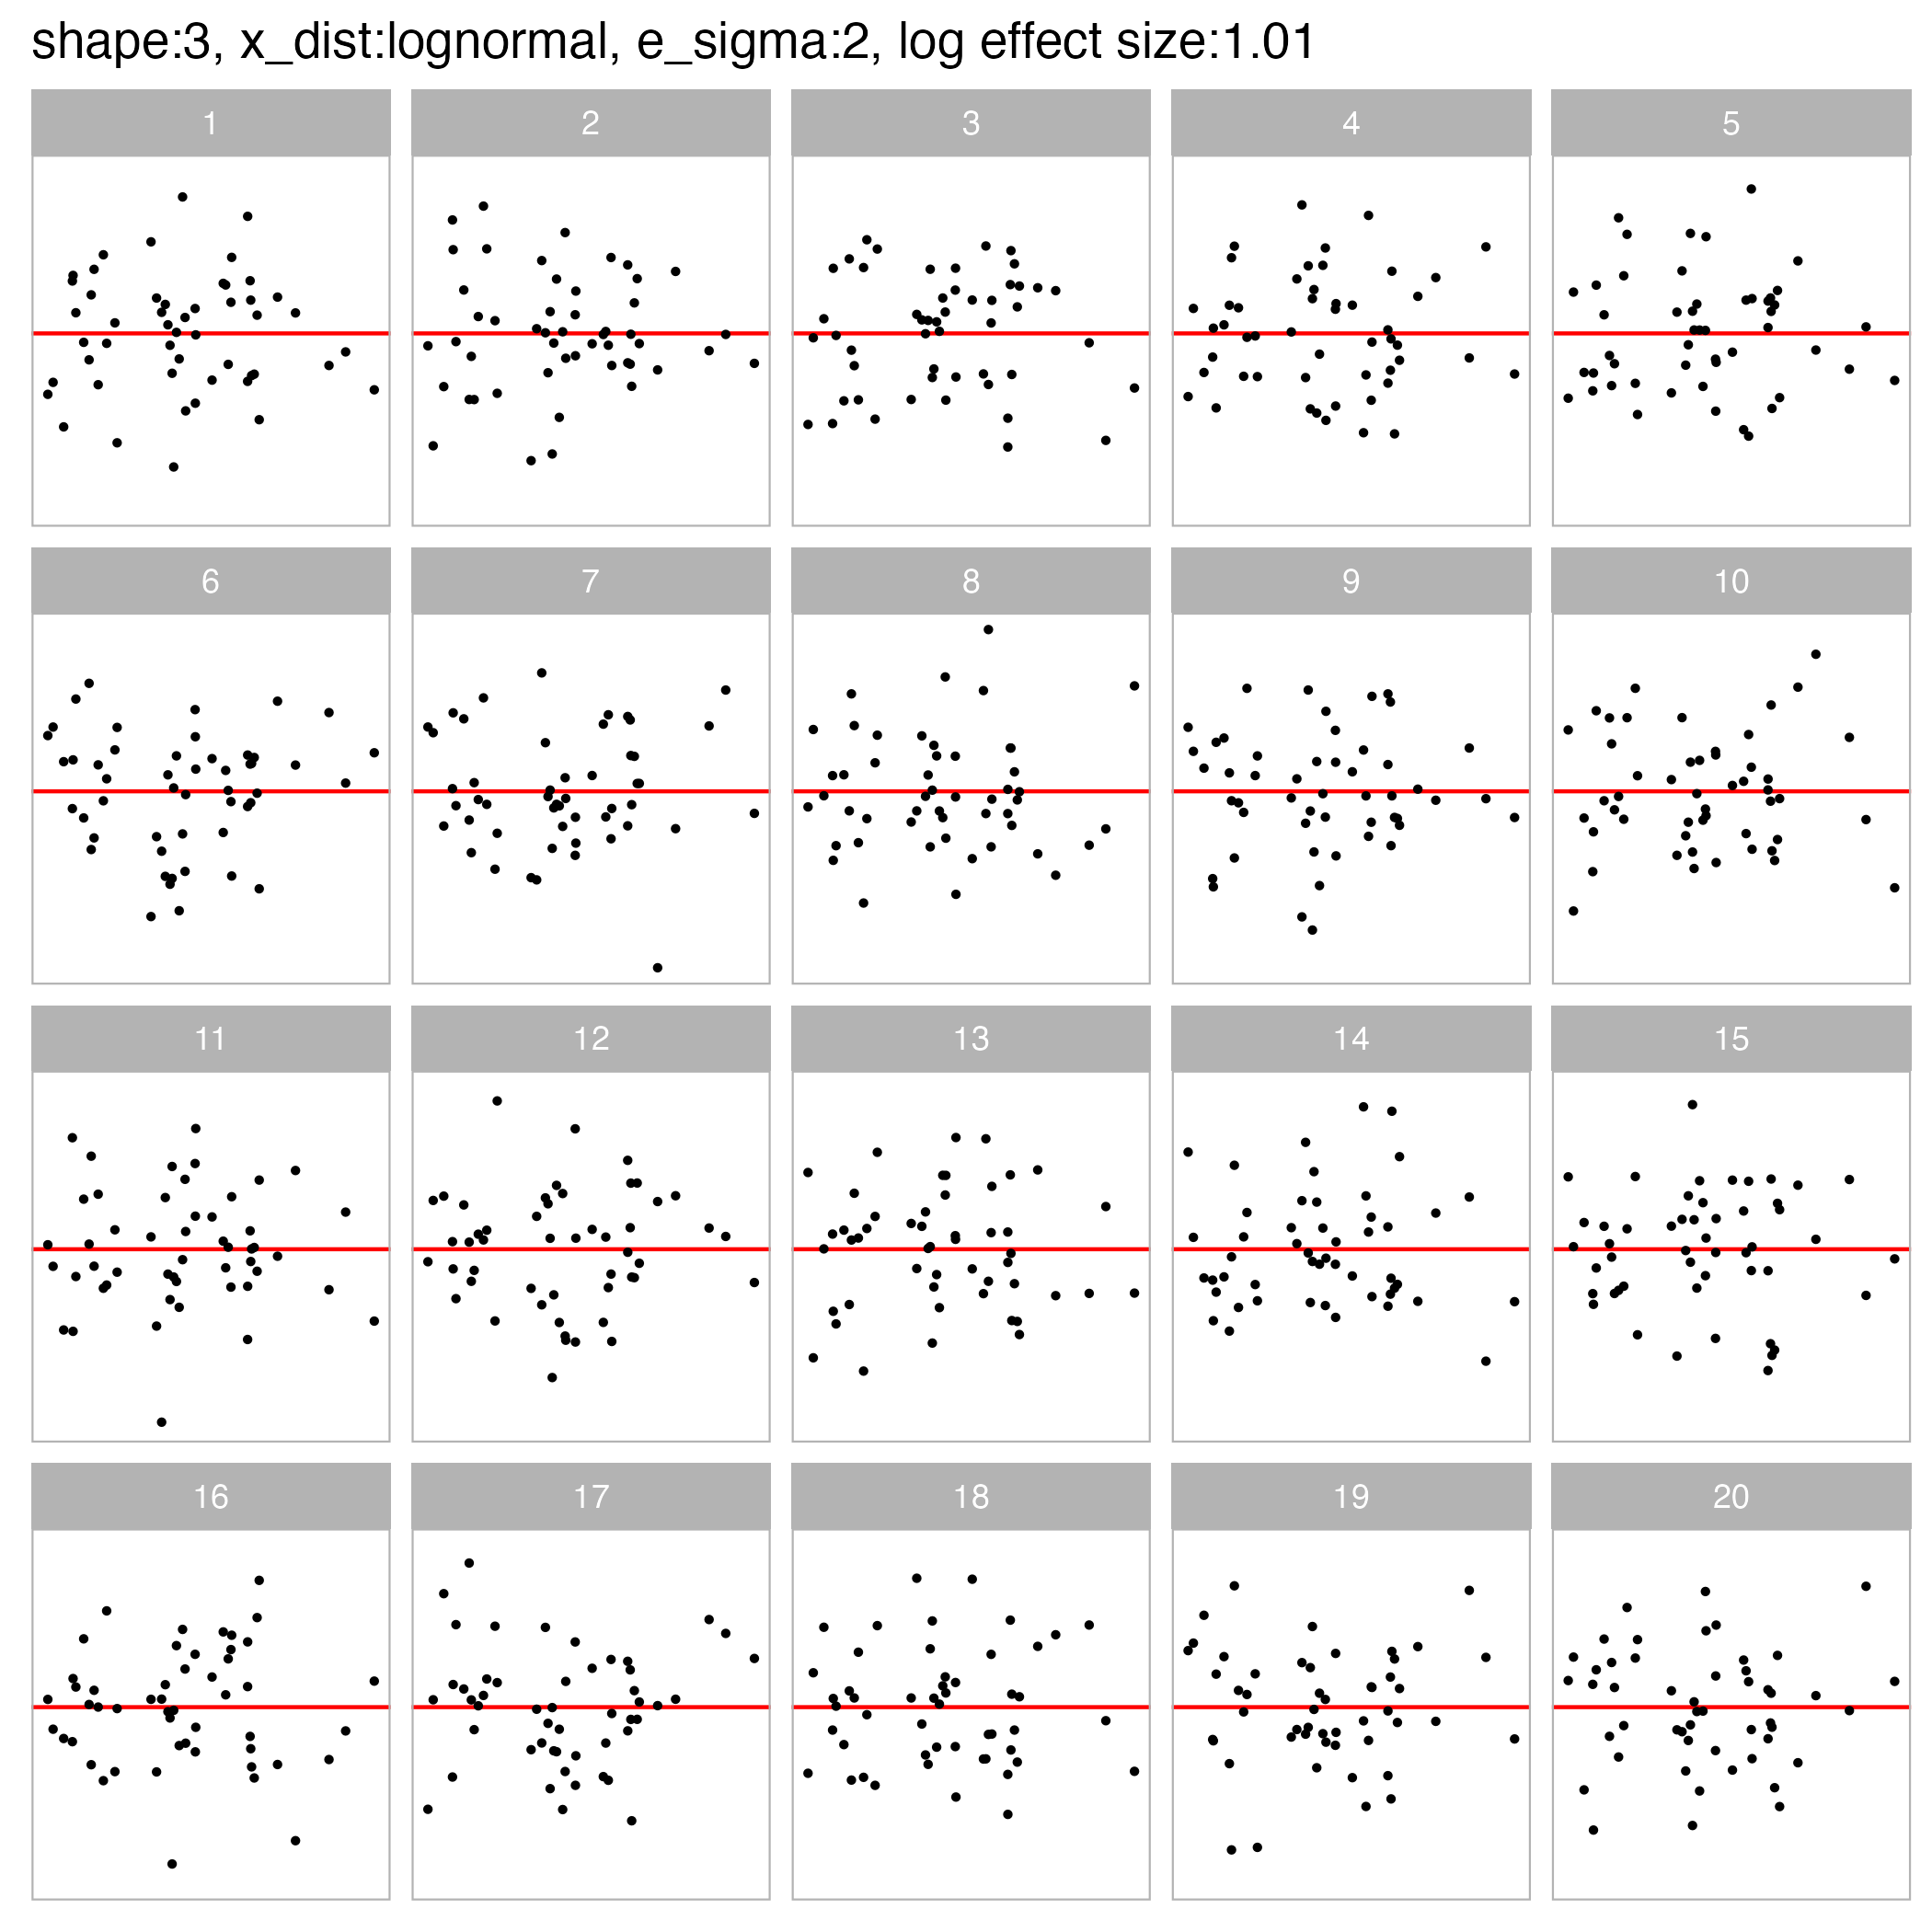 shape:3, x_dist:lognormal, e_sigma:2, log effect size:1.01
1 2 3 4 5
6 7 8 9 10
11 12 13 14 15
16 17 18 19 20